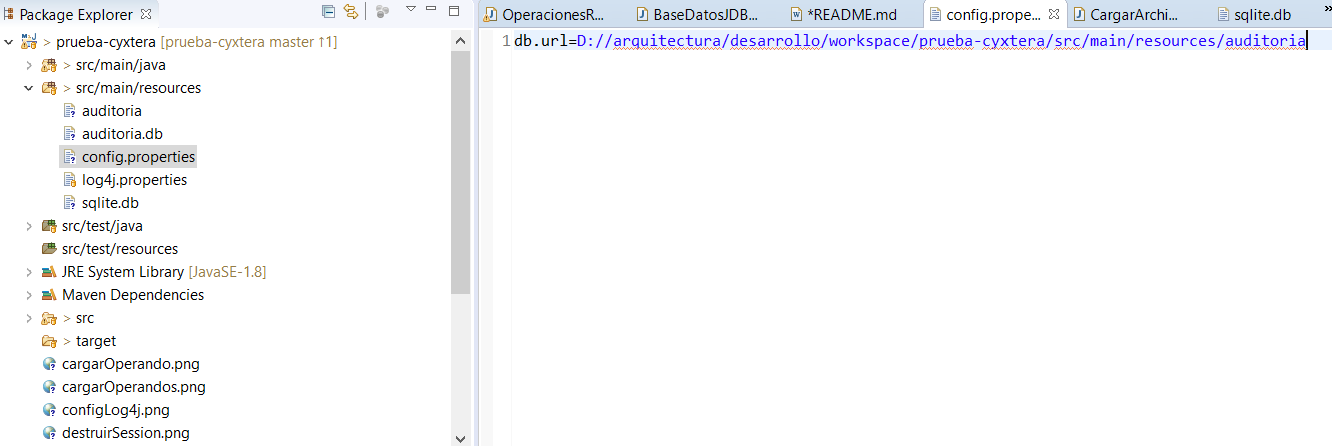 Package Explorer
OperacionesR...
BaseDatosJDB...
*README.md
config.prope...
CargarArchi...
sqlite.db
»
> prueba-cyxtera [prueba-cyxtera master ↑1]
> src/main/java
> src/main/resources
auditoria
auditoria.db
config.properties
log4j.properties
sqlite.db
src/test/java
src/test/resources
JRE System Library [JavaSE-1.8]
Maven Dependencies
> src
> target
cargarOperando.png
cargarOperandos.png
configLog4j.png
destruirSession.png
1 db.url=D://arquitectura/desarrollo/workspace/prueba-cyxtera/src/main/resources/auditoria